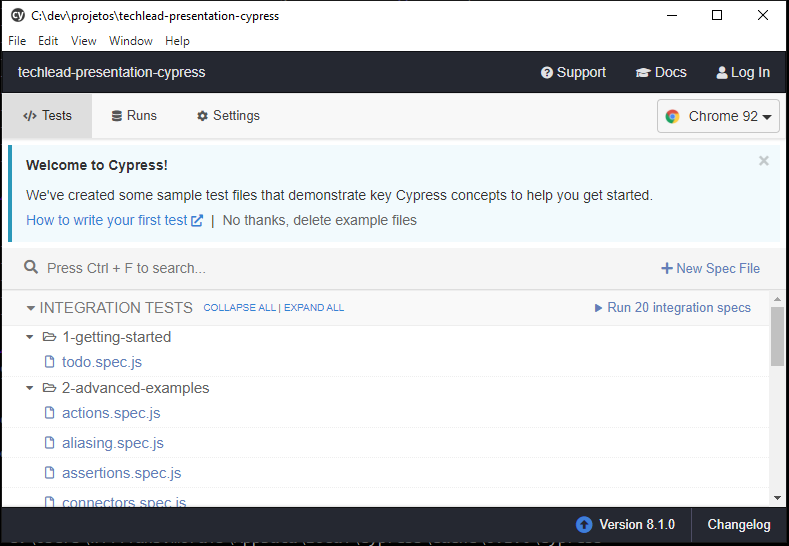 C:\dev\projetos\techlead-presentation-cypress
File Edit View Window Help
techlead-presentation-cypress Support Docs Log In
Tests Runs Settings Chrome 92
Welcome to Cypress!
We've created some sample test files that demonstrate key Cypress concepts to help you get started.
How to write your first test | No thanks, delete example files
Press Ctrl + F to search... New Spec File
INTEGRATION TESTS COLLAPSE ALL | EXPAND ALL Run 20 integration specs
1-getting-started
todo.spec.js
2-advanced-examples
actions.spec.js
aliasing.spec.js
assertions.spec.js
connectors.spec.js
Version 8.1.0 Changelog